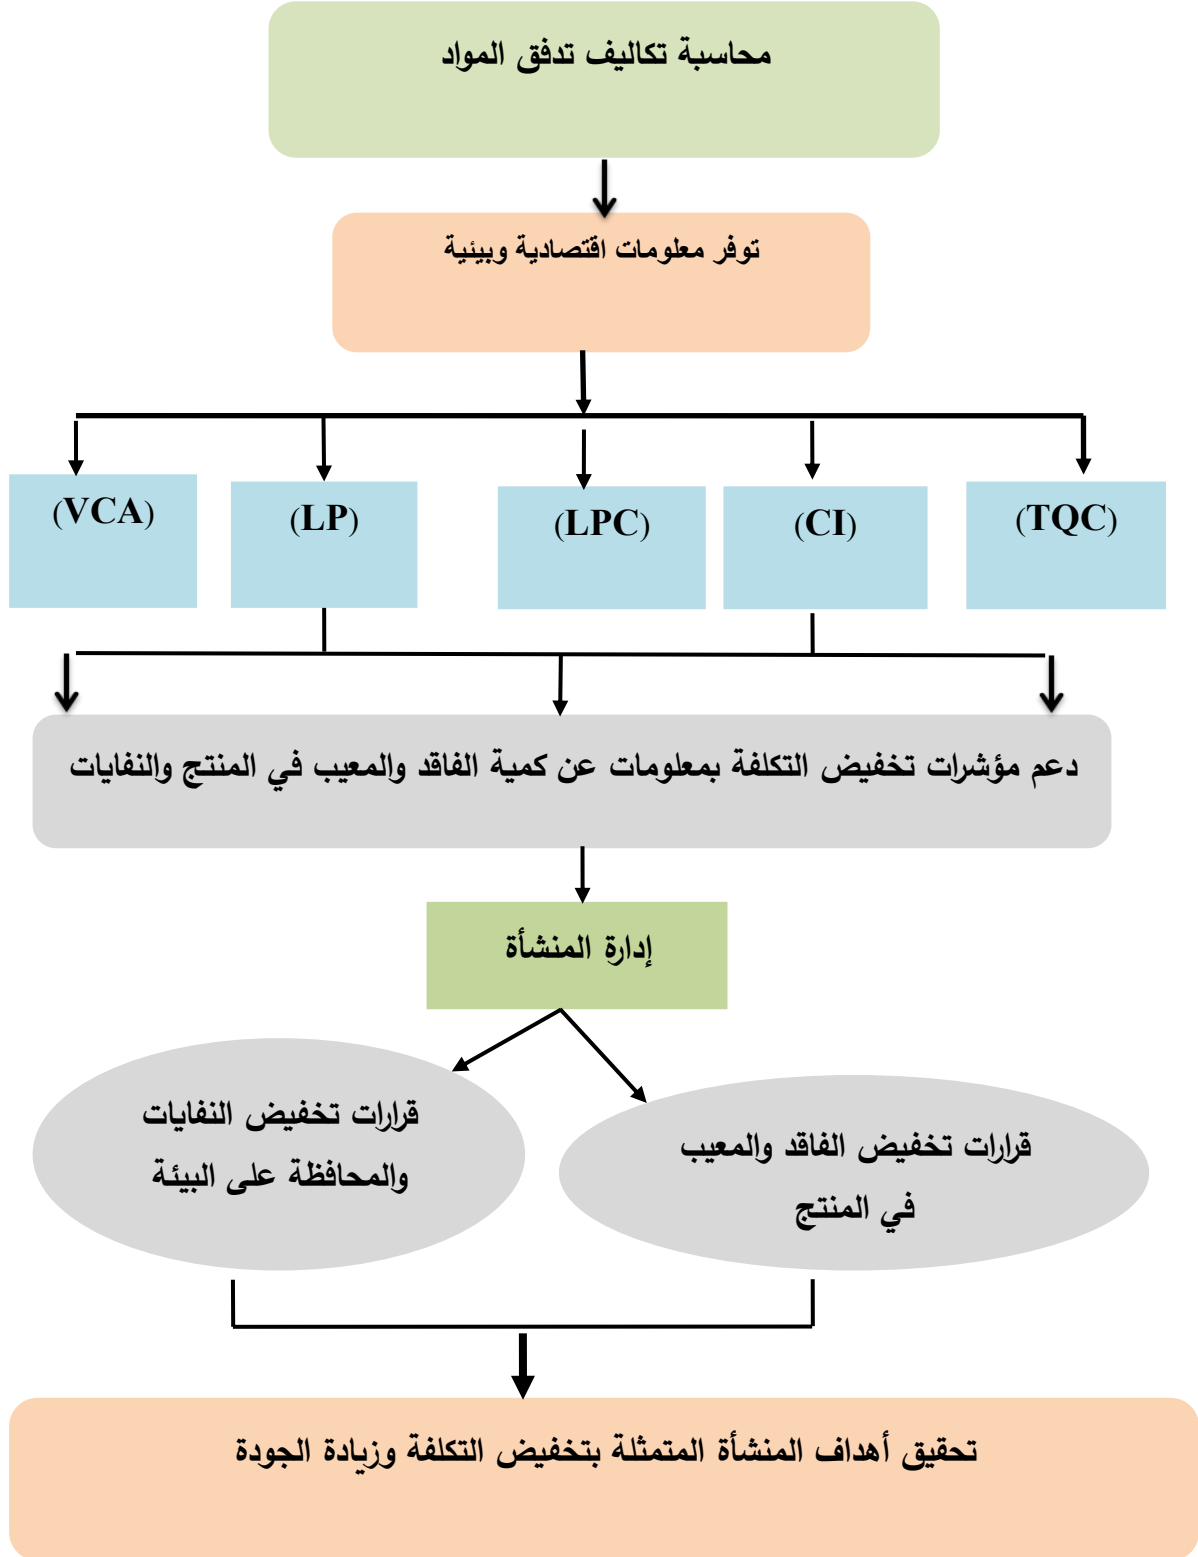 محاسبة تكاليف تدفق المواد
توفر معلومات اقتصادية وبيئية
(VCA)
(LP)
(LPC)
(CI)
(TQC)
دعم مؤشرات تخفيض التكلفة بمعلومات عن كمية الفاقد والمعيب في المنتج والنفايات
إدارة المنشأة
قرارات تخفيض النفايات
والمحافظة على البيئة
قرارات تخفيض الفاقد والمعيب
في المنتج
تحقيق أهداف المنشأة المتمثلة بتخفيض التكلفة وزيادة الجودة